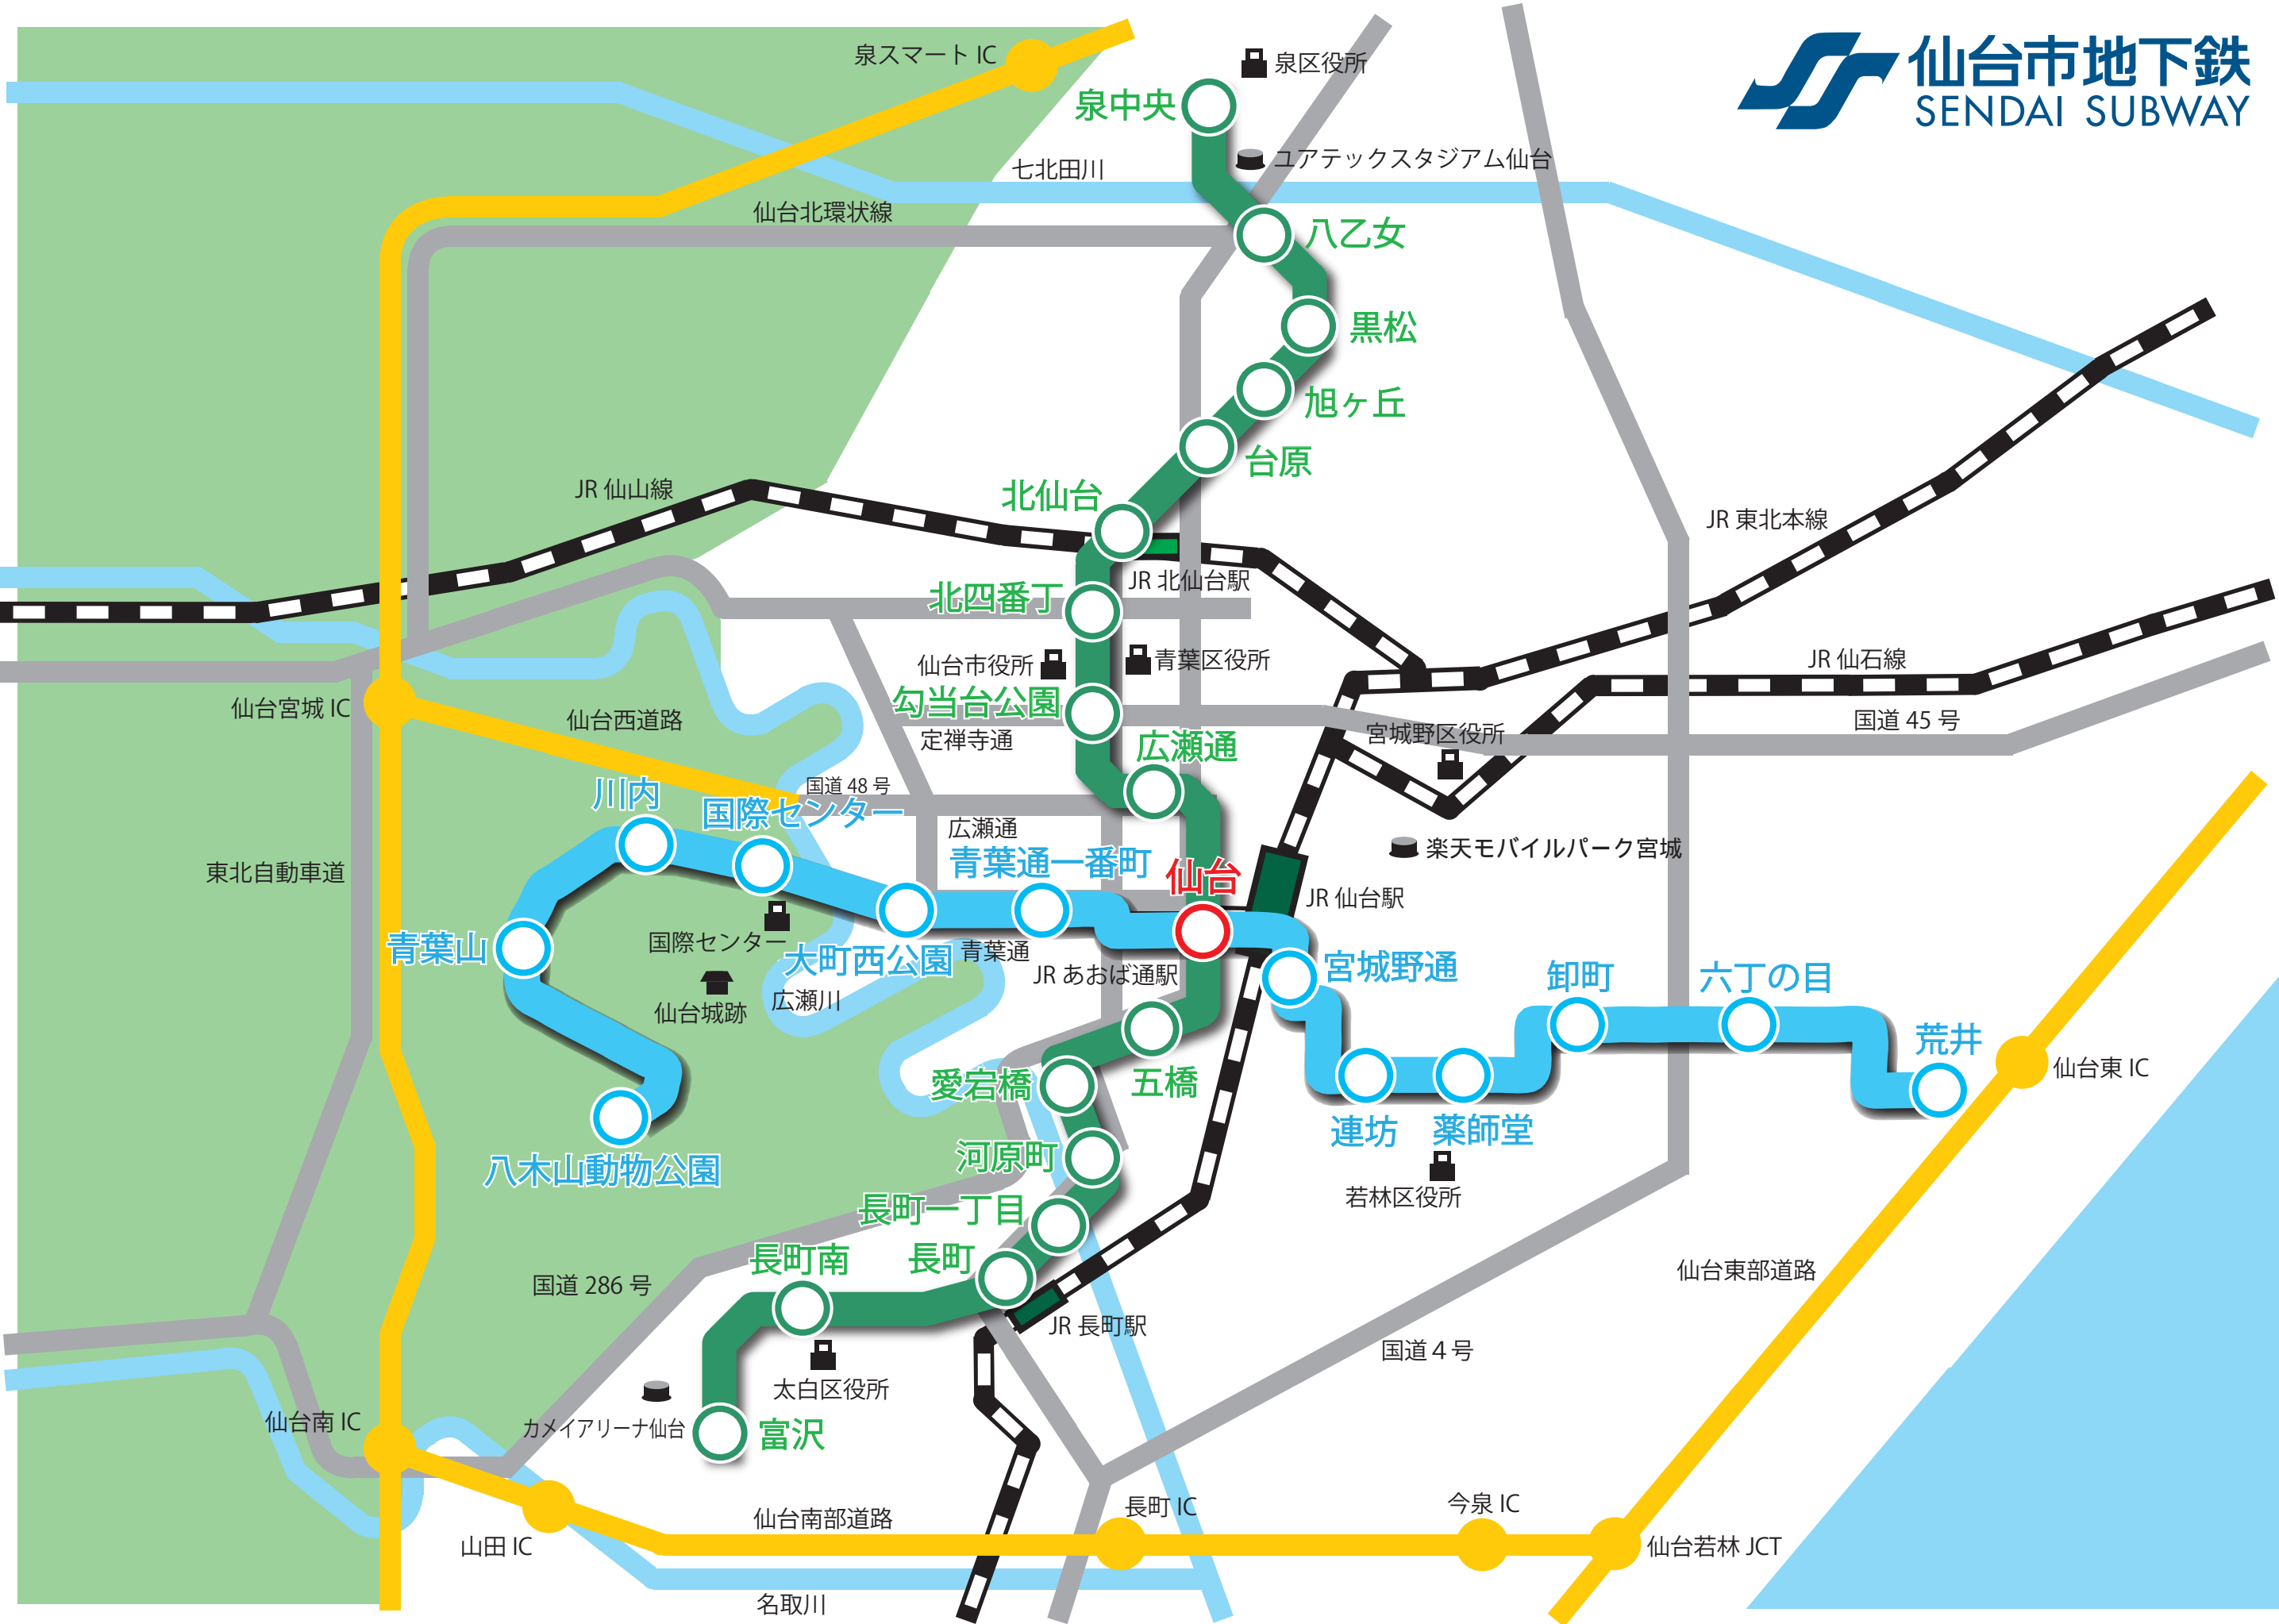 仙台市地下鉄
SENDAI SUBWAY
泉スマート IC
泉区役所
泉中央
七北田川
ユアテックスタジアム仙台
仙台北環状線
八乙女
黒松
旭ヶ丘
台原
JR 仙山線
北仙台
JR 東北本線
JR 北仙台駅
北四番丁
仙台市役所
青葉区役所
JR 仙石線
仙台宮城 IC
仙台西道路
勾当台公園
定禅寺通
広瀬通
宮城野区役所
国道 45 号
国道 48 号
川内
国際センター
広瀬通
楽天モバイルパーク宮城
東北自動車道
青葉通一番町
仙台
JR 仙台駅
青葉山
国際センター
大町西公園
青葉通
JR あおば通駅
宮城野通
卸町
六丁の目
仙台城跡
広瀬川
荒井
仙台東 IC
愛宕橋
五橋
連坊
薬師堂
八木山動物公園
河原町
若林区役所
長町一丁目
長町南
長町
仙台東部道路
国道 286 号
JR 長町駅
国道 4 号
太白区役所
仙台南 IC
カメイアリーナ仙台
富沢
山田 IC
仙台南部道路
長町 IC
今泉 IC
仙台若林 JCT
名取川